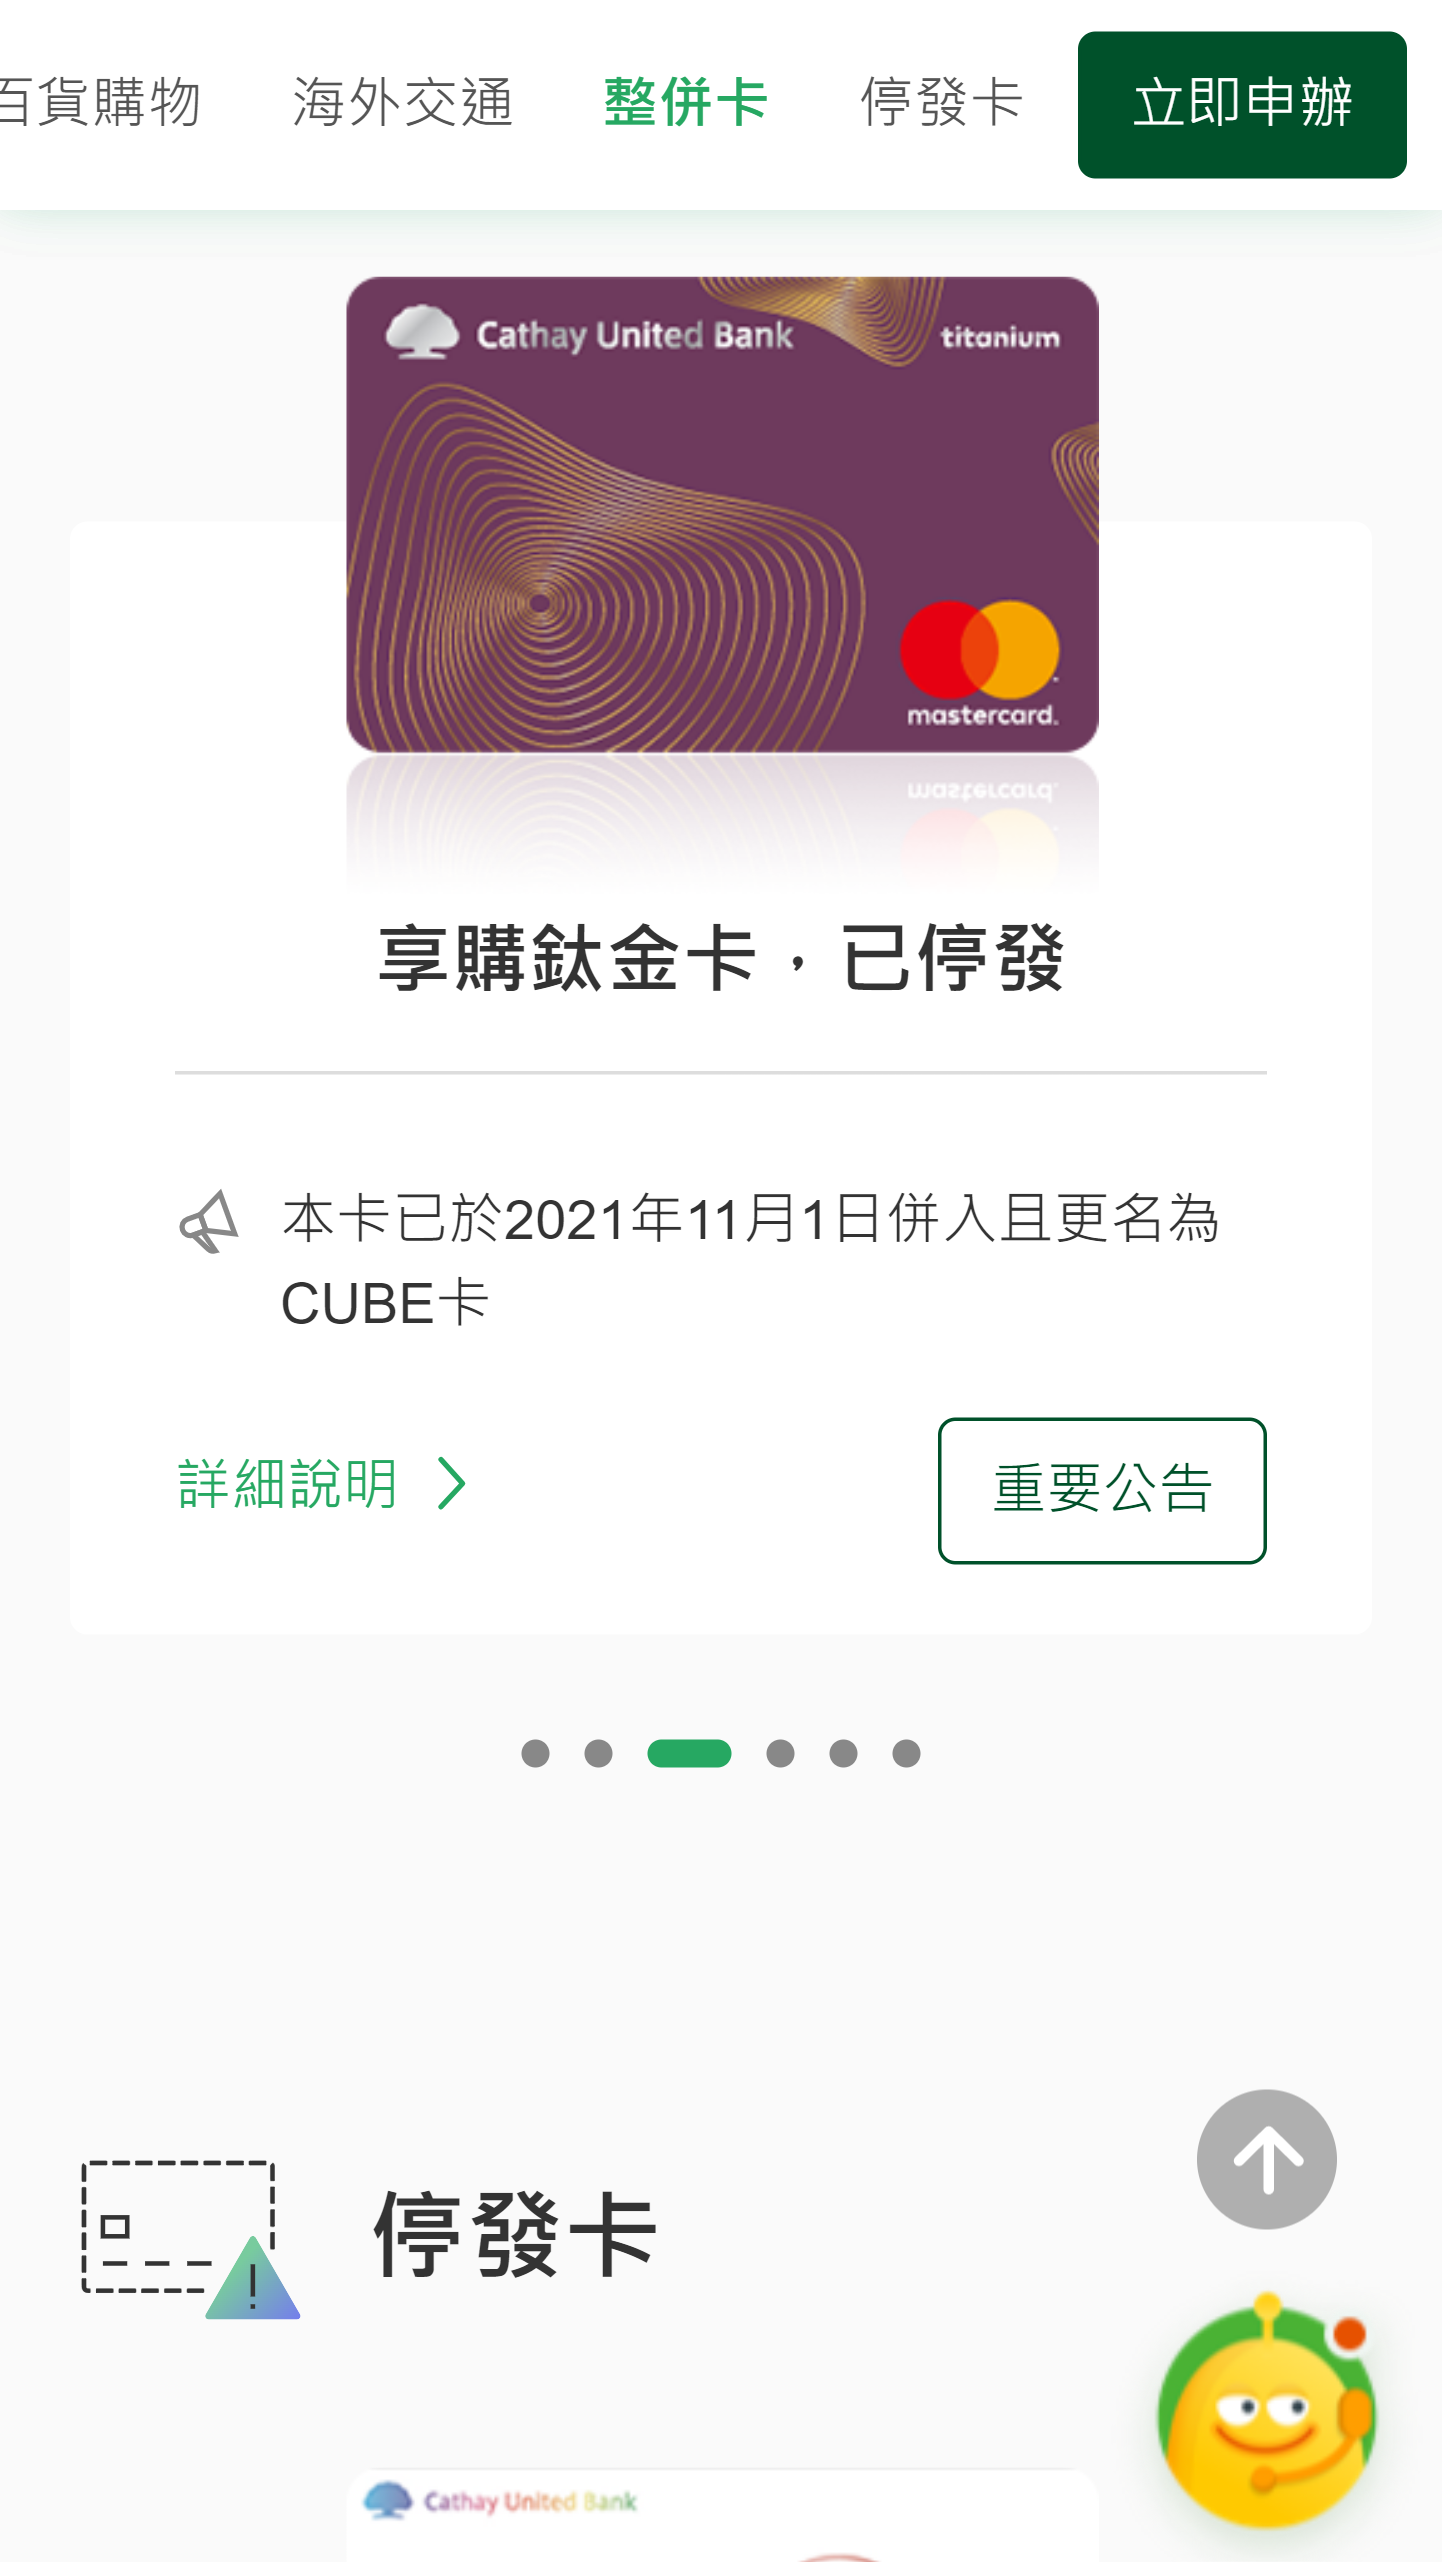 百貨購物 海外交通 整併卡 停發卡 立即申辦
Cathay United Bank titanium
mastercard.
享購鈦金卡，已停發
本卡已於2021年11月1日併入且更名為
CUBE卡
詳細說明 重要公告
停發卡
Cathay United Bank